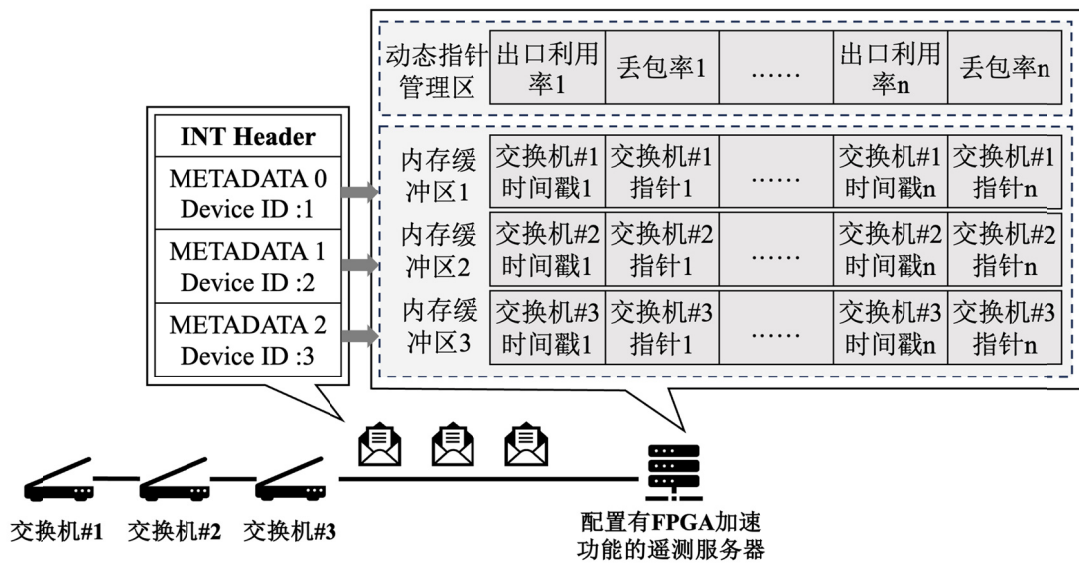 动态指针
管理区
出口利用
率1
丢包率1
……
出口利用
率n
丢包率n
INT Header
METADATA 0
Device ID :1
METADATA 1
Device ID :2
METADATA 2
Device ID :3
内存缓
冲区1
交换机#1
时间戳1
交换机#1
指针1
……
交换机#1
时间戳n
交换机#1
指针n
内存缓
冲区2
交换机#2
时间戳1
交换机#2
指针1
……
交换机#2
时间戳n
交换机#2
指针n
内存缓
冲区3
交换机#3
时间戳1
交换机#3
指针1
……
交换机#3
时间戳n
交换机#3
指针n
交换机#1
交换机#2
交换机#3
配置有FPGA加速
功能的遥测服务器